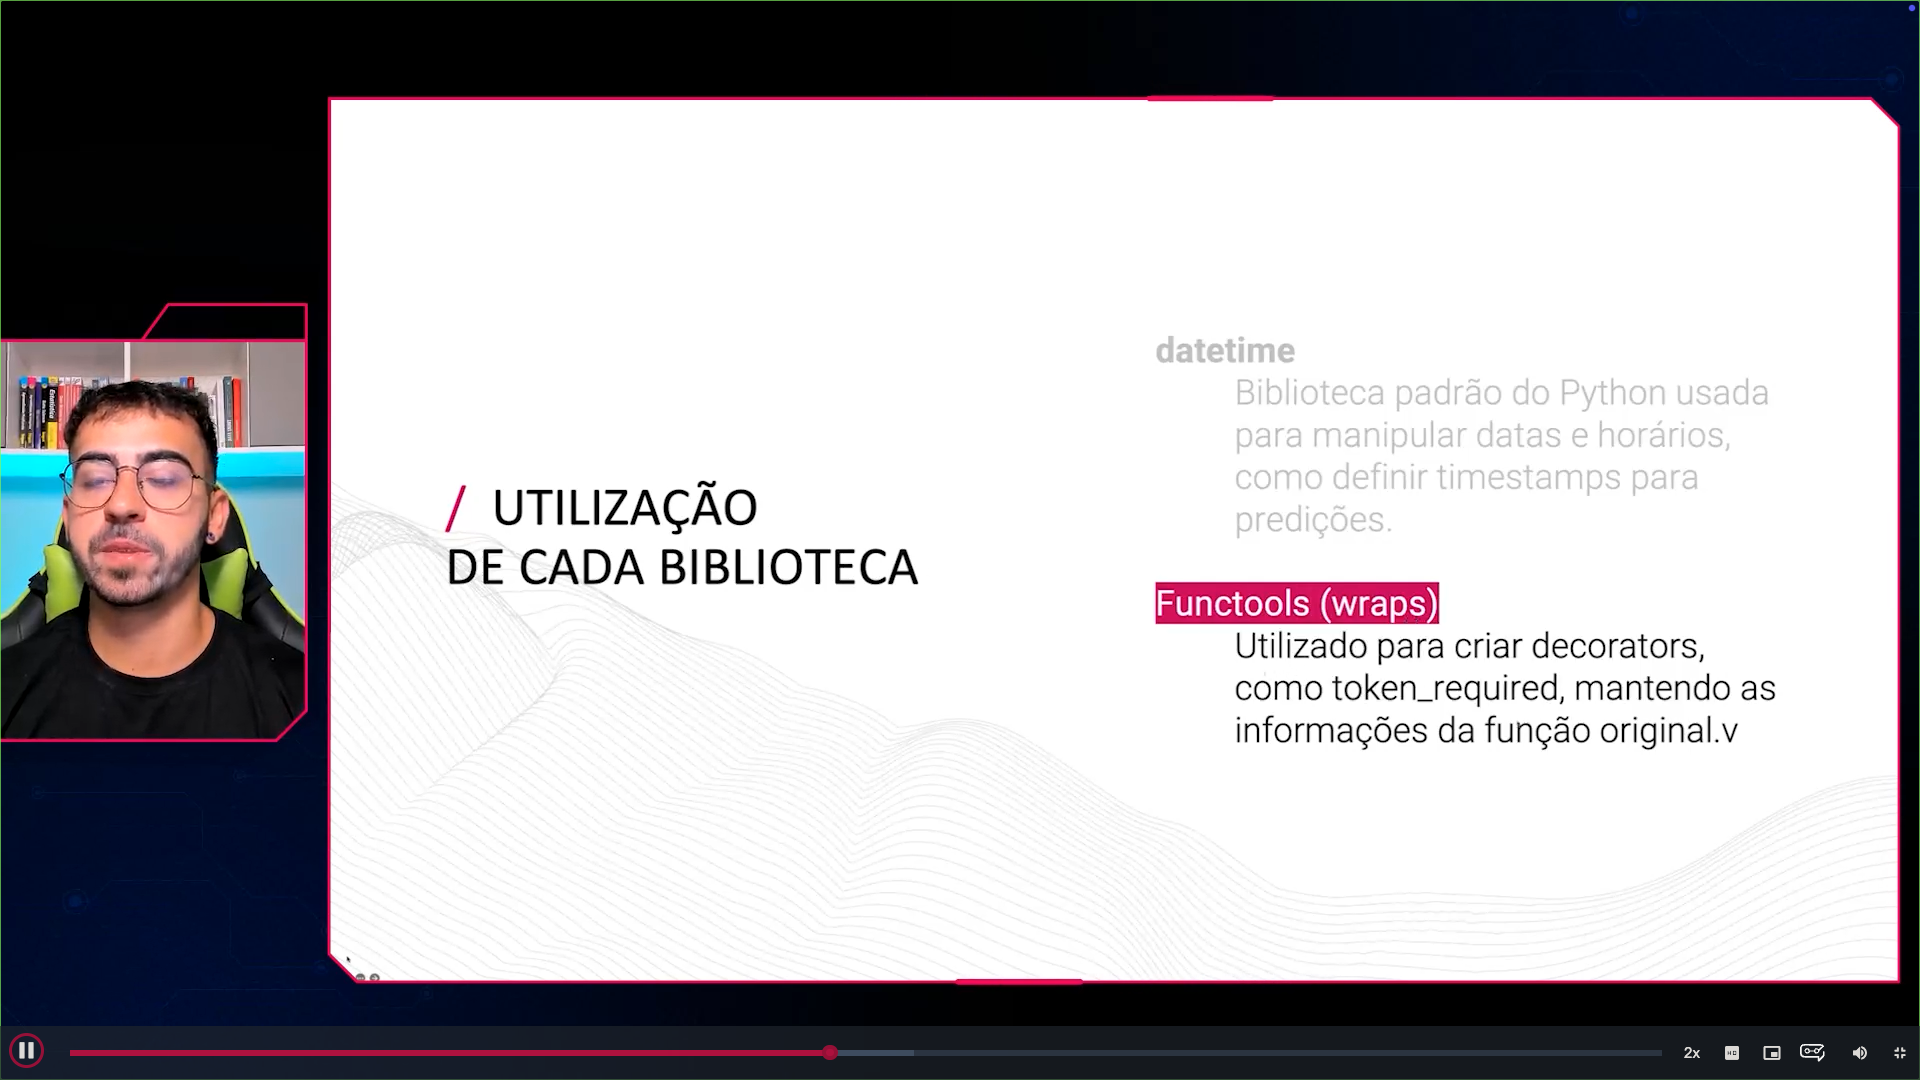 / UTILIZAÇÃO
DE CADA BIBLIOTECA
datetime
Biblioteca padrão do Python usada
para manipular datas e horários,
como definir timestamps para
predições.
Functools (wraps)
Utilizado para criar decorators,
como token_required, mantendo as
informações da função original.v
2x
HD